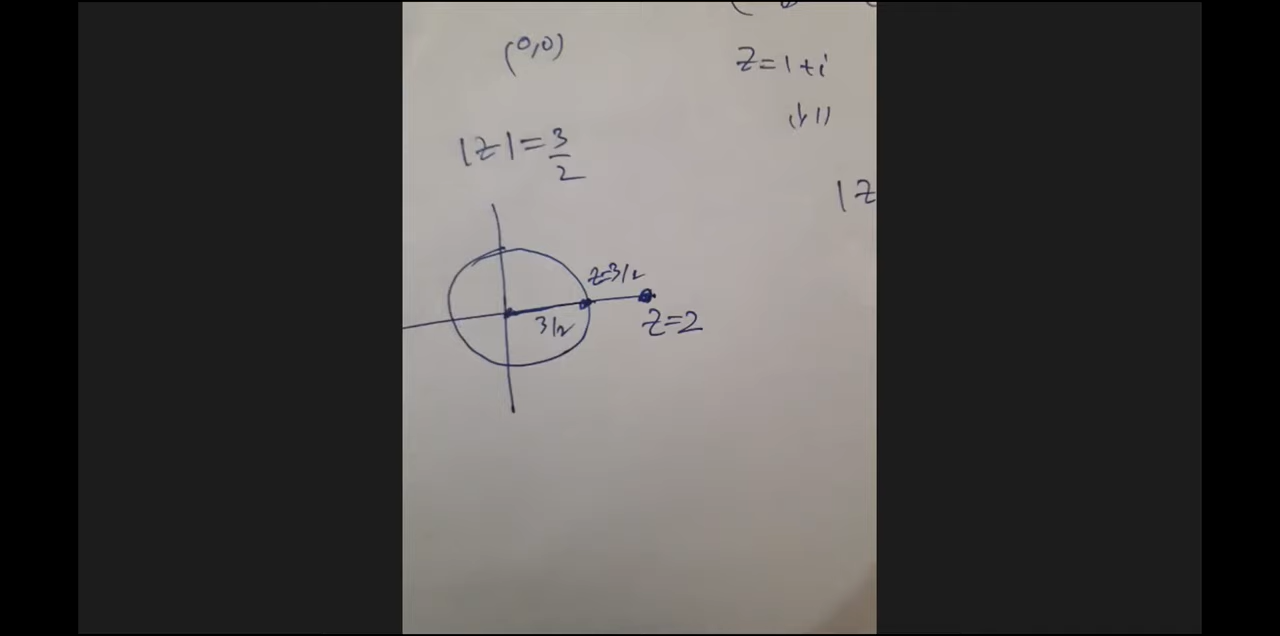 (0,0)
z=1+i
(1,1)
|z|=3/2
|z
z=3/2
3/2
z=2